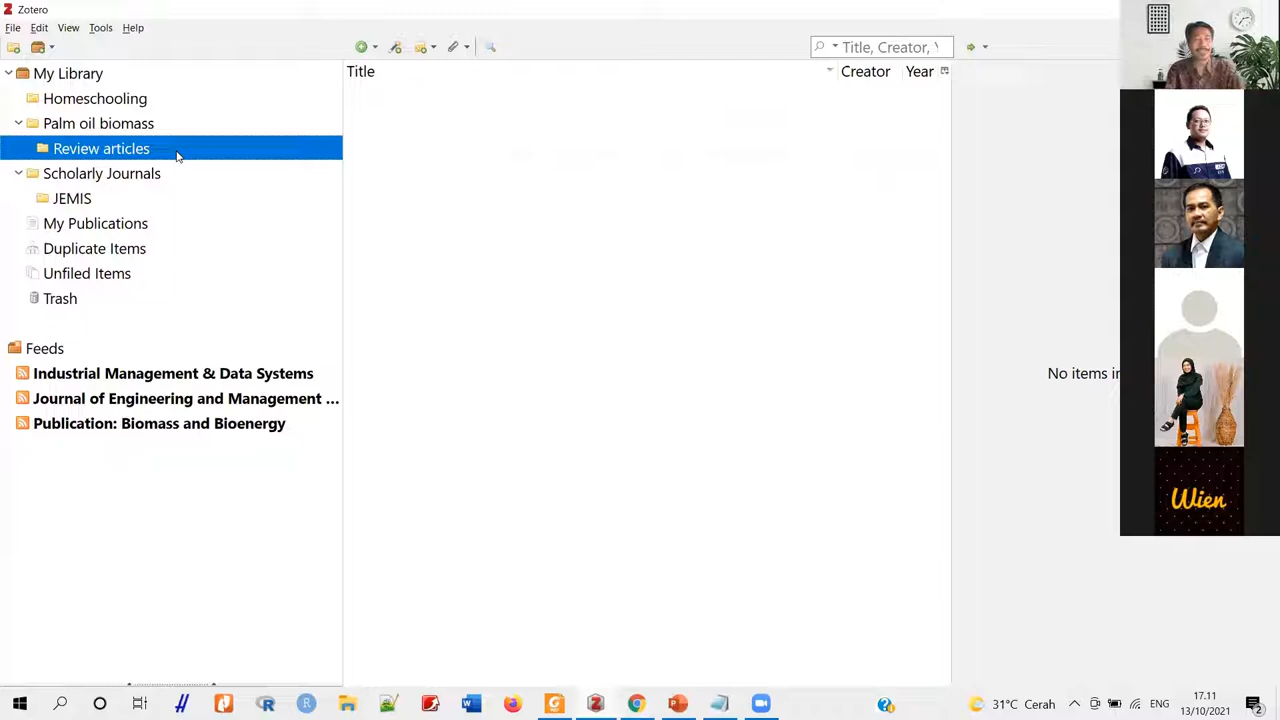 Zotero
File Edit View Tools Help
Title, Creator, Y
My Library
Homeschooling
Palm oil biomass
Review articles
Scholarly Journals
JEMIS
My Publications
Duplicate Items
Unfiled Items
Trash
Feeds
Industrial Management & Data Systems
Journal of Engineering and Management ...
Publication: Biomass and Bioenergy
Title Creator Year
No items in
Wien
31°C Cerah ENG 17.11
13/10/2021 2